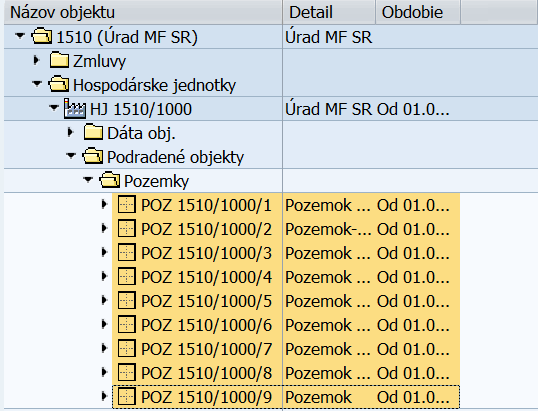 Názov objektu Detail Obdobie
1510 (Úrad MF SR) Úrad MF SR
Zmluvy
Hospodárske jednotky
HJ 1510/1000 Úrad MF SR Od 01.0...
Dáta obj.
Podradené objekty
Pozemky
POZ 1510/1000/1 Pozemok ... Od 01.0...
POZ 1510/1000/2 Pozemok-... Od 01.0...
POZ 1510/1000/3 Pozemok ... Od 01.0...
POZ 1510/1000/4 Pozemok ... Od 01.0...
POZ 1510/1000/5 Pozemok ... Od 01.0...
POZ 1510/1000/6 Pozemok ... Od 01.0...
POZ 1510/1000/7 Pozemok ... Od 01.0...
POZ 1510/1000/8 Pozemok ... Od 01.0...
POZ 1510/1000/9 Pozemok Od 01.0...